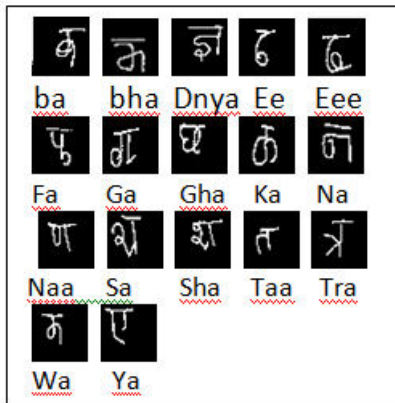 ज्ञ
ba bha Dnya Ee Eee
Fa Ga Gha Ka Na
ण त त्र
Naa Sa Sha Taa Tra
ए
Wa Ya